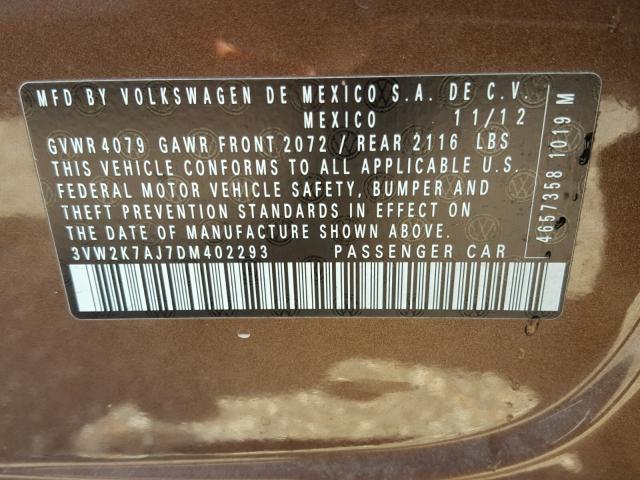 MFD BY VOLKSWAGEN DE MEXICO S.A. DE C.V.
MEXICO 11/12
GVWR 4079 GAWR FRONT 2072 / REAR 2116 LBS
THIS VEHICLE CONFORMS TO ALL APPLICABLE U.S.
FEDERAL MOTOR VEHICLE SAFETY, BUMPER AND
THEFT PREVENTION STANDARDS IN EFFECT ON
THE DATE OF MANUFACTURE SHOWN ABOVE.
3VW2K7AJ7DM402293 PASSENGER CAR
4657358 1019 M